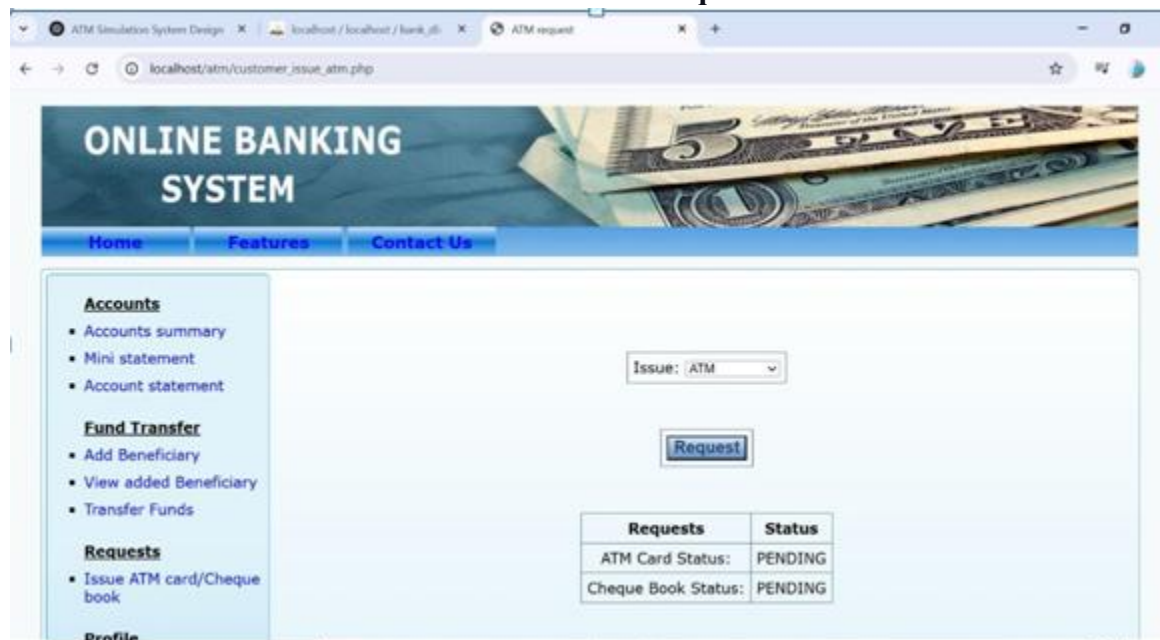 ATM Simulation System Design
localhost / localhost / bank_db
ATM request
localhost/atm/customer_issue_atm.php
ONLINE BANKING
SYSTEM
Home Features Contact Us
Accounts
Accounts summary
Mini statement
Account statement
Fund Transfer
Add Beneficiary
View added Beneficiary
Transfer Funds
Requests
Issue ATM card/Cheque
book
Profile
Issue: ATM
Request
Requests Status
ATM Card Status: PENDING
Cheque Book Status: PENDING
5
FIVE